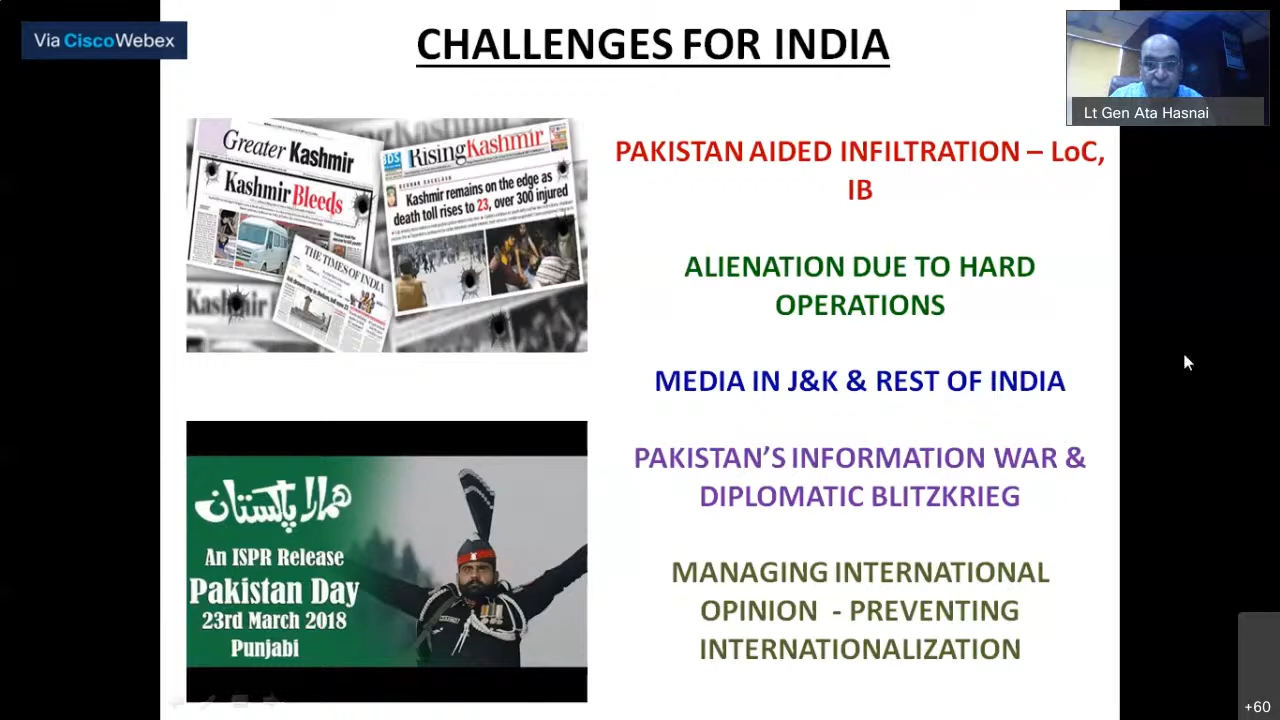 Via Cisco Webex
CHALLENGES FOR INDIA
Lt Gen Ata Hasnai
Greater Kashmir
Kashmir Bleeds
Rising Kashmir
Kashmir remains on the edge as
death toll rises to 23, over 300 injured
THE TIMES OF INDIA
PAKISTAN AIDED INFILTRATION – LoC,
IB
ALIENATION DUE TO HARD
OPERATIONS
MEDIA IN J&K & REST OF INDIA
PAKISTAN’S INFORMATION WAR &
DIPLOMATIC BLITZKRIEG
MANAGING INTERNATIONAL
OPINION - PREVENTING
INTERNATIONALIZATION
ہمارا پاکستان
An ISPR Release
Pakistan Day
23rd March 2018
Punjabi
+60